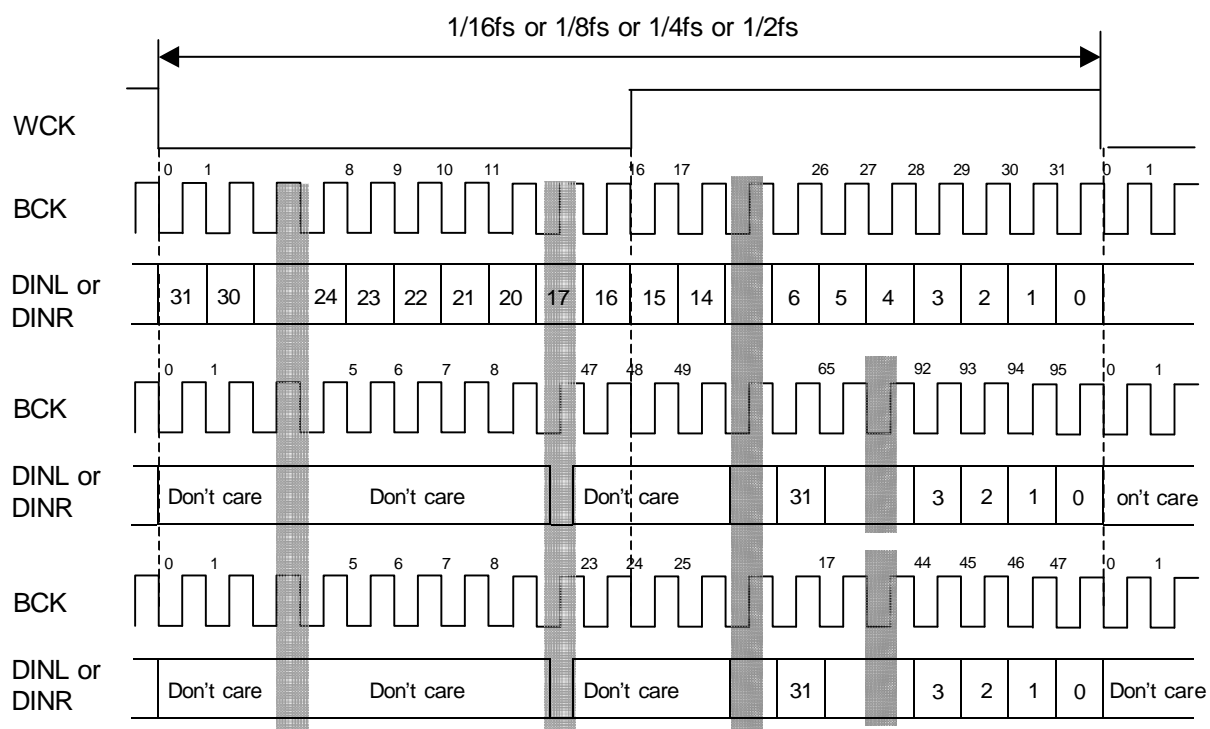 1/16fs or 1/8fs or 1/4fs or 1/2fs
WCK
0 1 8 9 10 11 16 17 26 27 28 29 30 31 0 1
BCK
DINL or DINR
31 30 24 23 22 21 20 17 16 15 14 6 5 4 3 2 1 0
0 1 5 6 7 8 47 48 49 65 92 93 94 95 0 1
BCK
DINL or DINR
Don't care Don't care Don't care 31 3 2 1 0 on't care
0 1 5 6 7 8 23 24 25 17 44 45 46 47 0 1
BCK
DINL or DINR
Don't care Don't care Don't care 31 3 2 1 0 Don't care